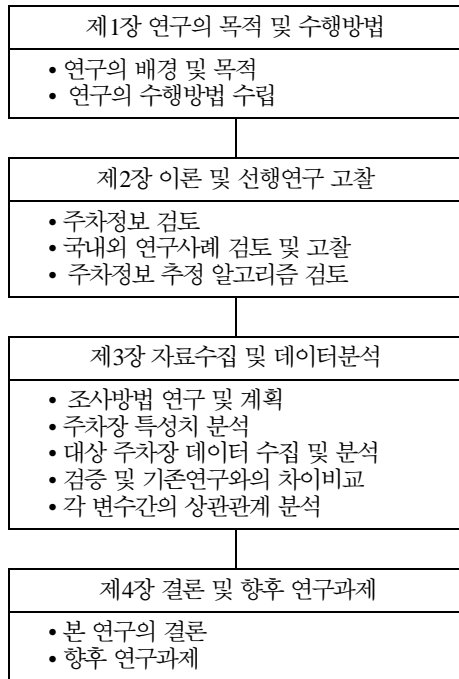 제1장 연구의 목적 및 수행방법
• 연구의 배경 및 목적
• 연구의 수행방법 수립
제2장 이론 및 선행연구 고찰
• 주차정보 검토
• 국내외 연구사례 검토 및 고찰
• 주차정보 추정 알고리즘 검토
제3장 자료수집 및 데이터분석
• 조사방법 연구 및 계획
• 주차장 특성치 분석
• 대상 주차장 데이터 수집 및 분석
• 검증 및 기존연구와의 차이비교
• 각 변수간의 상관관계 분석
제4장 결론 및 향후 연구과제
• 본 연구의 결론
• 향후 연구과제